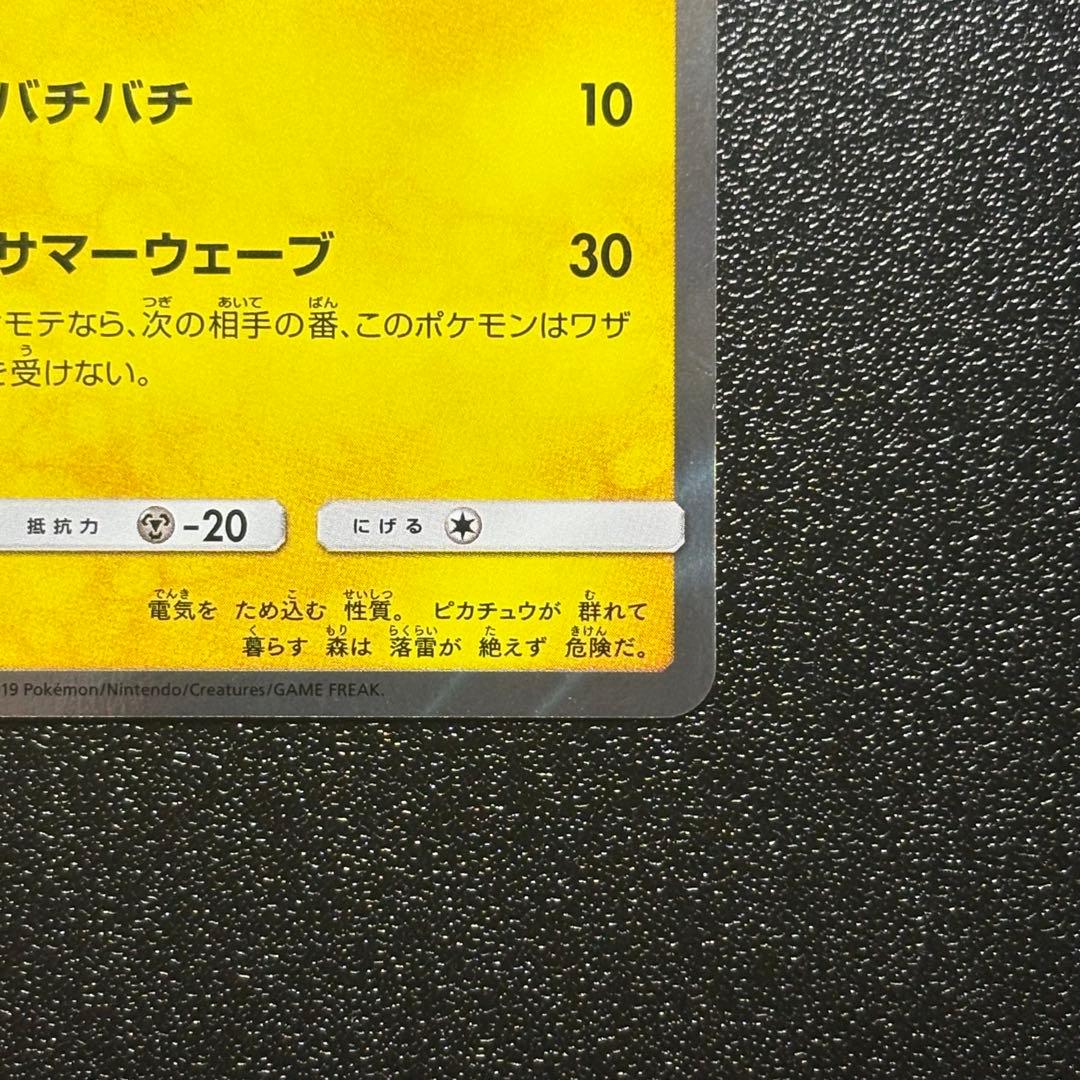 バチバチ 10
サマーウェーブ 30
モテなら、次の相手の番、このポケモンはワザ
受けない。
抵抗力 -20 にげる
電気を ため込む 性質。 ピカチュウが 群れて
暮らす 森は 落雷が 絶えず 危険だ。
19 Pokémon/Nintendo/Creatures/GAME FREAK.